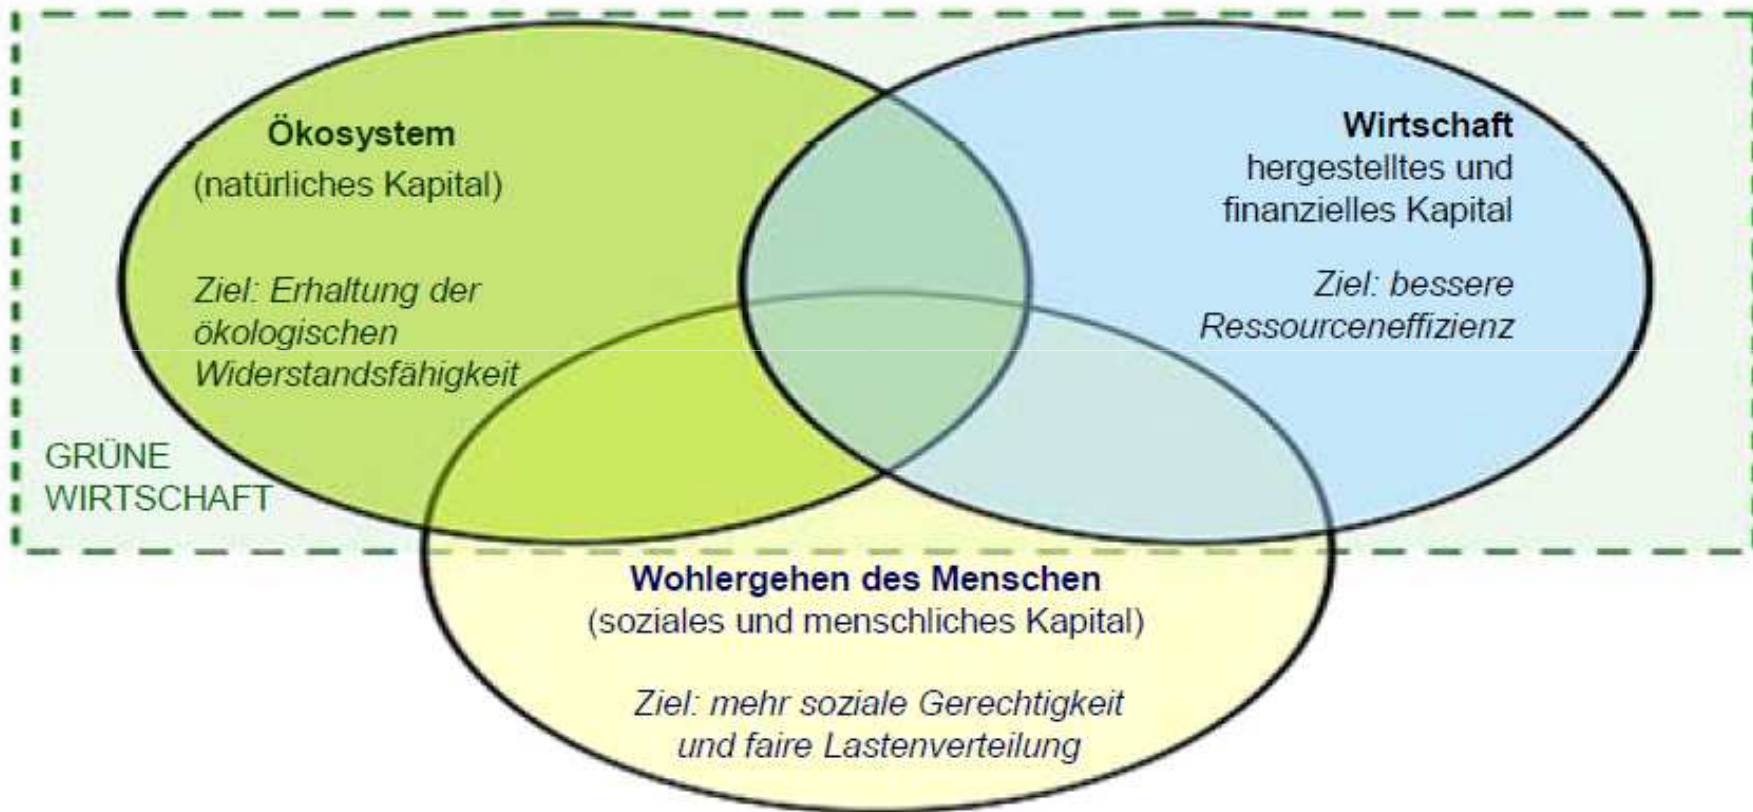 Ökosystem
(natürliches Kapital)
Ziel: Erhaltung der
ökologischen
Widerstandsfähigkeit
Wirtschaft
hergestelltes und
finanzielles Kapital
Ziel: bessere
Ressourceneffizienz
GRÜNE
WIRTSCHAFT
Wohlergehen des Menschen
(soziales und menschliches Kapital)
Ziel: mehr soziale Gerechtigkeit
und faire Lastenverteilung